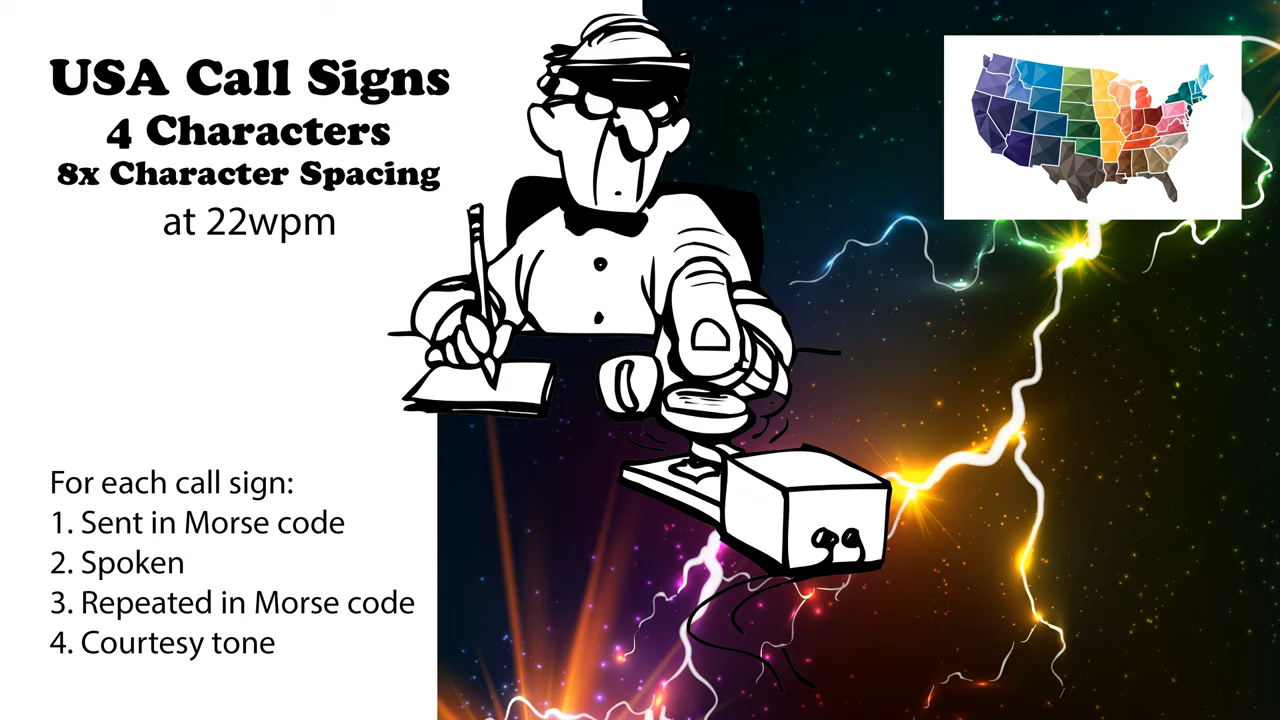 USA Call Signs
4 Characters
8x Character Spacing
at 22wpm
For each call sign:
1. Sent in Morse code
2. Spoken
3. Repeated in Morse code
4. Courtesy tone